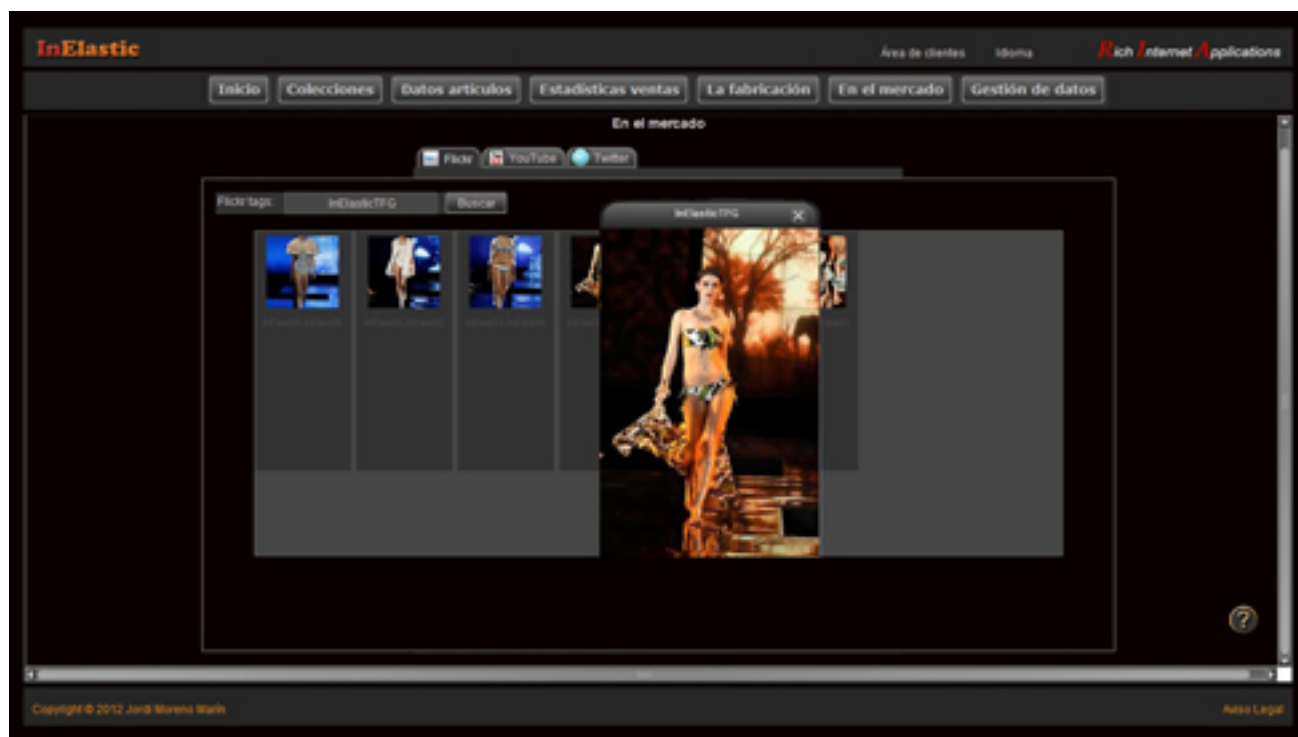 InElastic
Área de clientes Idioma Rich Internet Applications
Inicio Colecciones Datos artículos Estadísticas ventas La fabricación En el mercado Gestión de datos
En el mercado
Flickr YouTube Twitter
Flickr tags: InElasticTFG Buscar
InElasticTFG
Copyright © 2012 Jordi Moreno Marín Aviso Legal